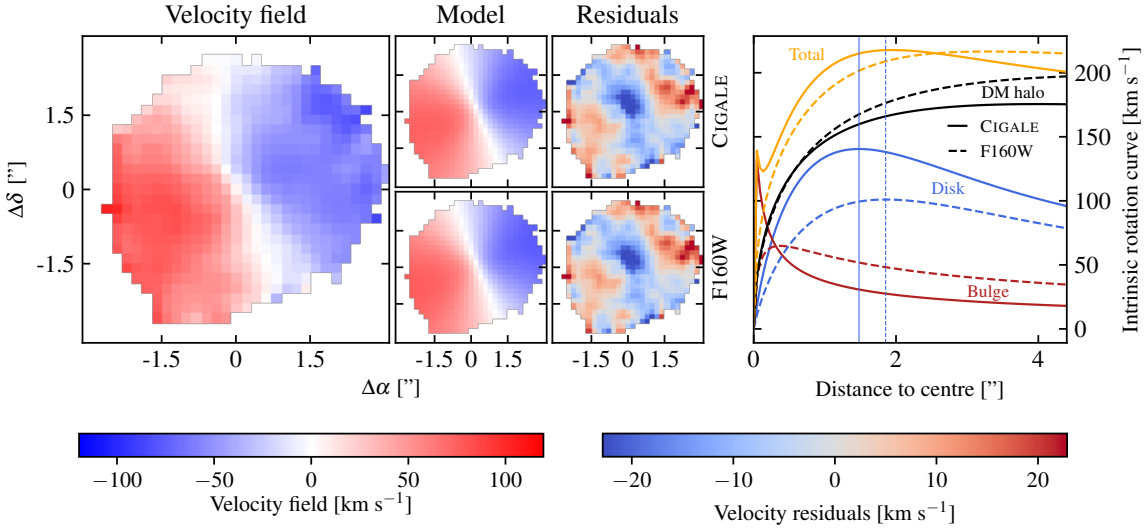 Velocity field
Model
Residuals
Δδ ["]
1.5
0
-1.5
-1.5
0
1.5
-1.5
0
1.5
-1.5
0
1.5
Δα ["]
CIGALE
F160W
Total
DM halo
CIGALE
F160W
Disk
Bulge
200
150
100
50
0
Intrinsic rotation curve [km s⁻¹]
0
2
4
Distance to centre ["]
−100
−50
0
50
100
Velocity field [km s⁻¹]
−20
−10
0
10
20
Velocity residuals [km s⁻¹]